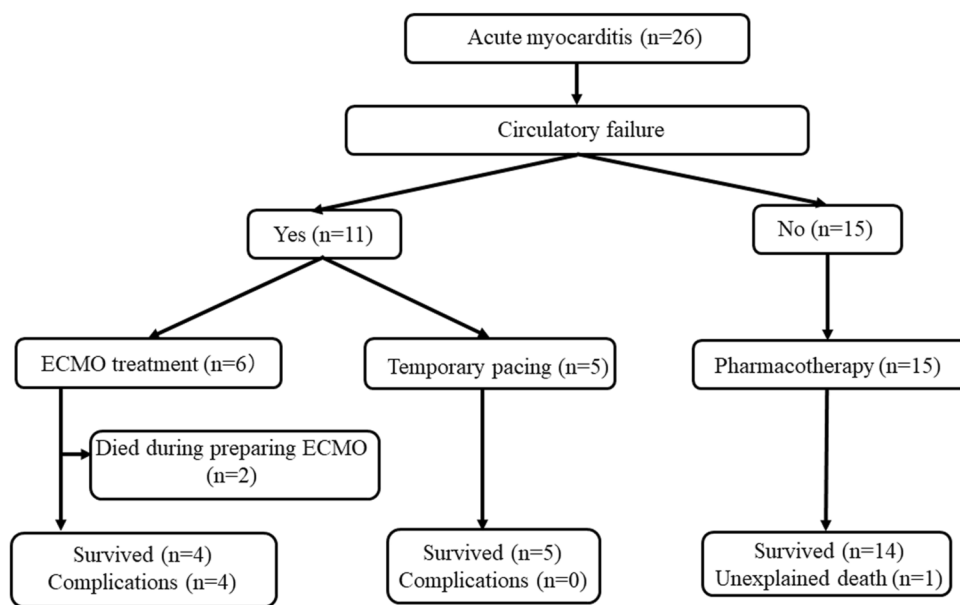 Acute myocarditis (n=26)
Circulatory failure
Yes (n=11)
No (n=15)
ECMO treatment (n=6)
Temporary pacing (n=5)
Pharmacotherapy (n=15)
Died during preparing ECMO
(n=2)
Survived (n=4)
Complications (n=4)
Survived (n=5)
Complications (n=0)
Survived (n=14)
Unexplained death (n=1)